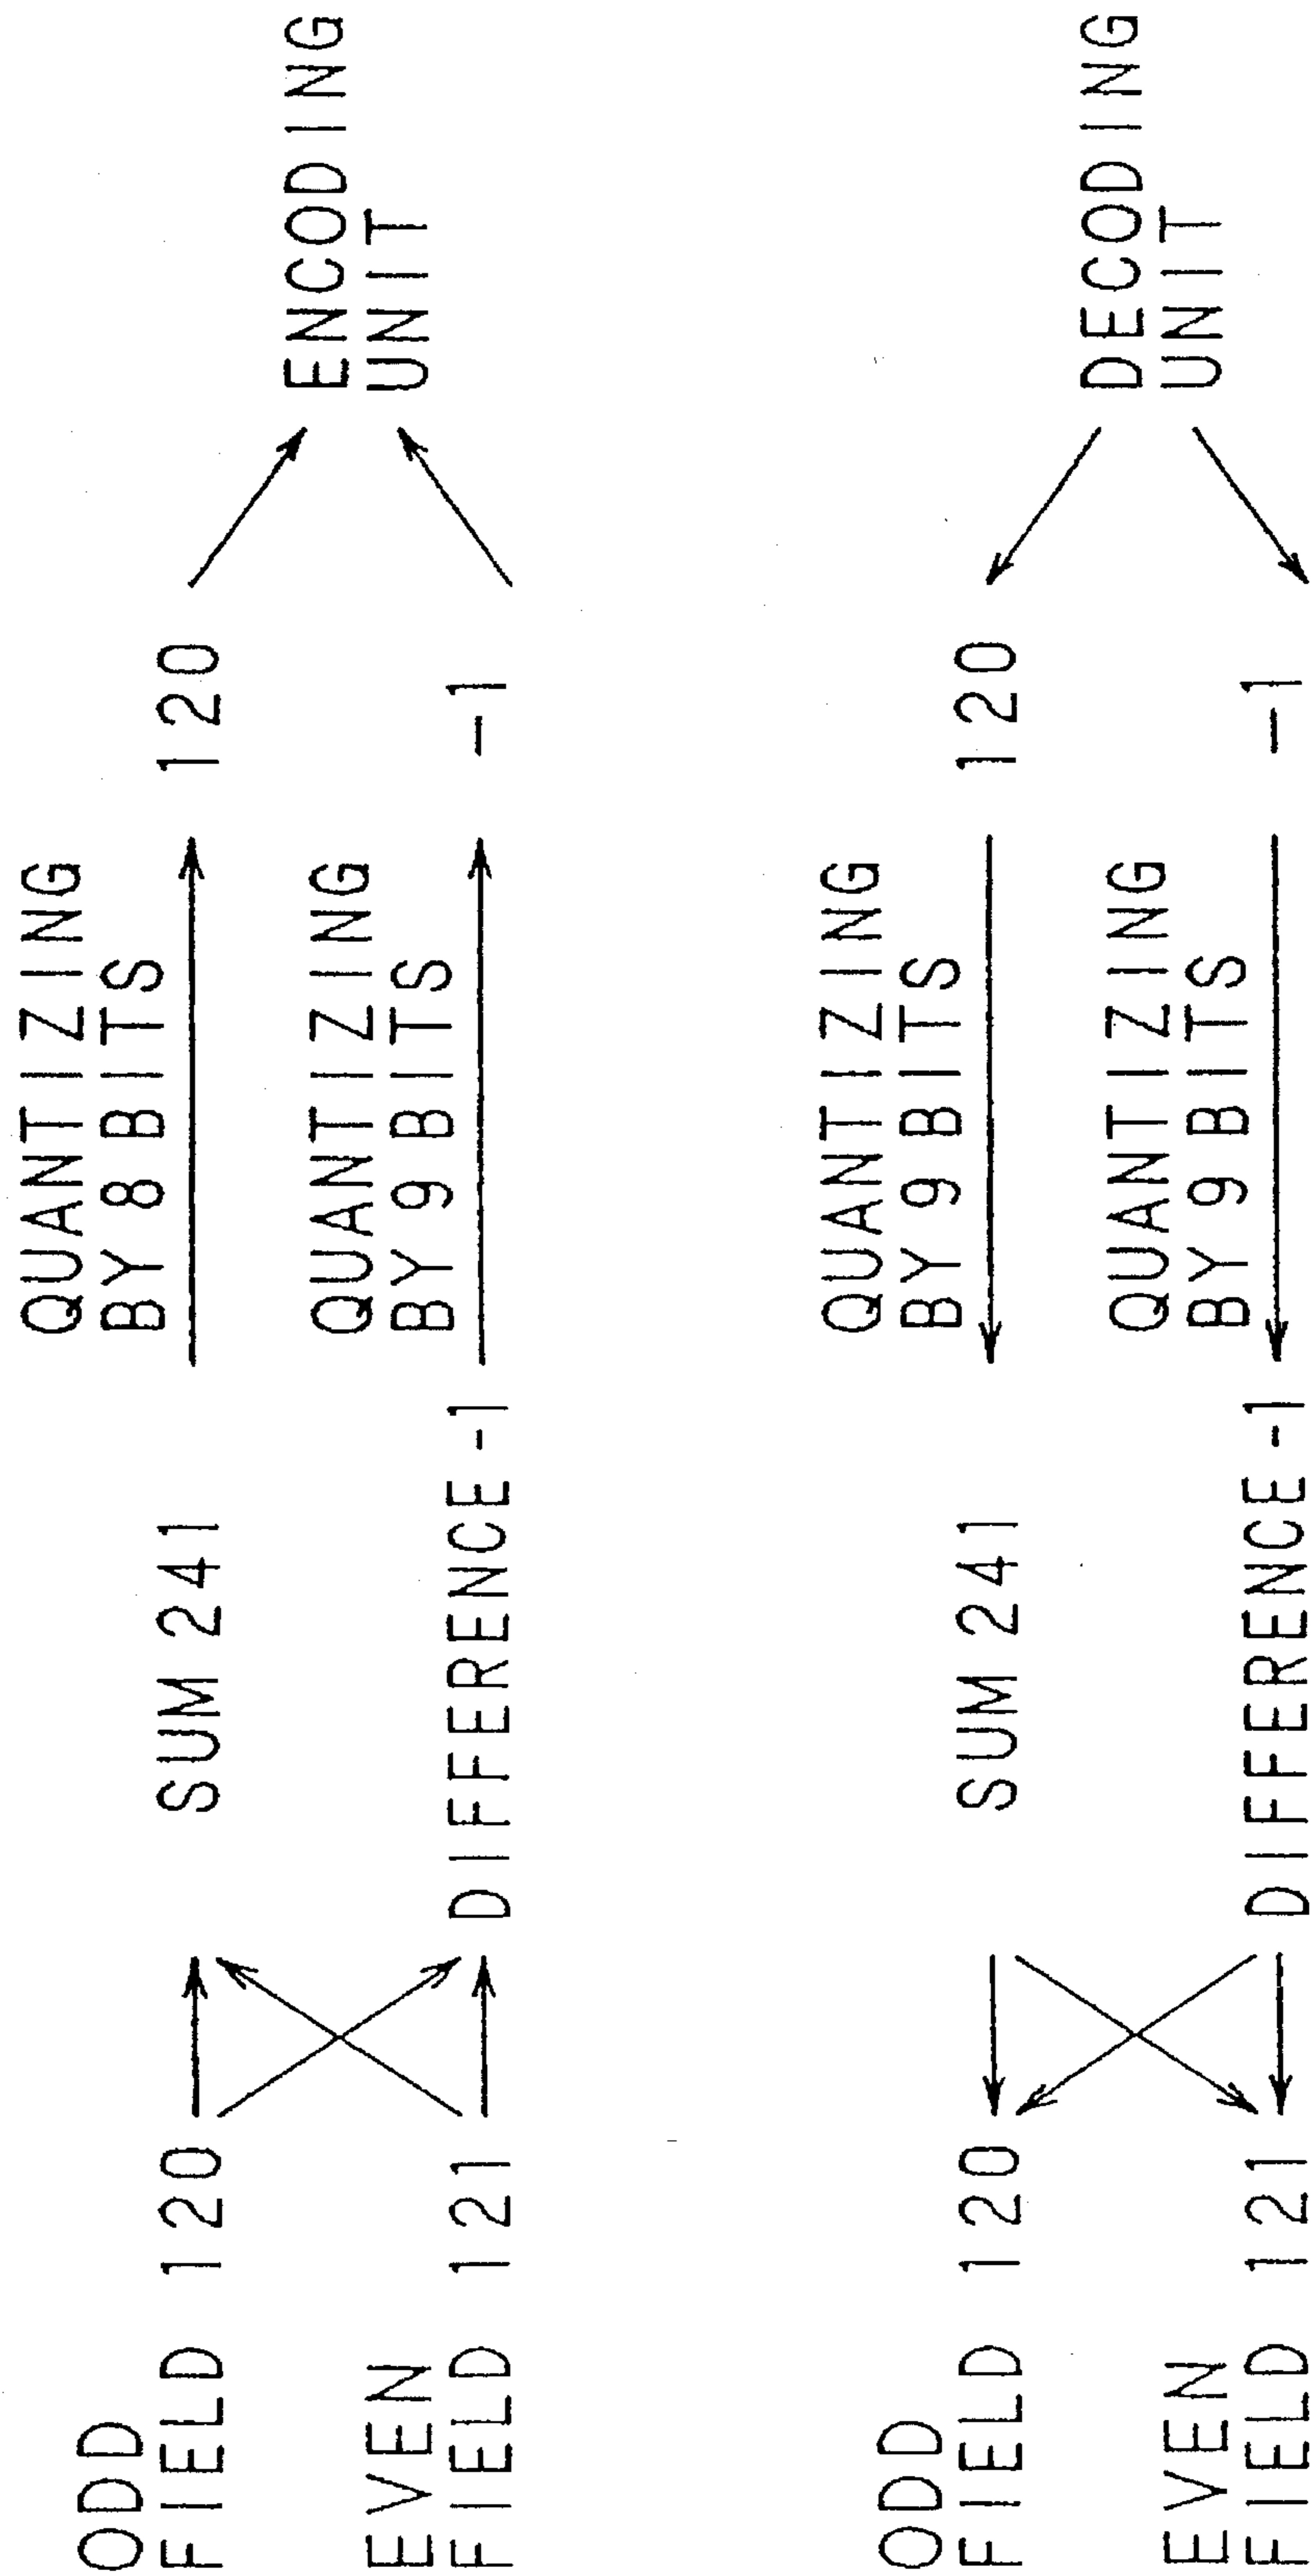 ODD
FIELD 120
EVEN
FIELD 121
SUM 241
DIFFERENCE -1
QUANTIZING
BY 8 BITS
QUANTIZING
BY 9 BITS
120
-1
ENCODING
UNIT
ODD
FIELD 120
EVEN
FIELD 121
SUM 241
DIFFERENCE -1
QUANTIZING
BY 9 BITS
QUANTIZING
BY 9 BITS
120
-1
DECODING
UNIT